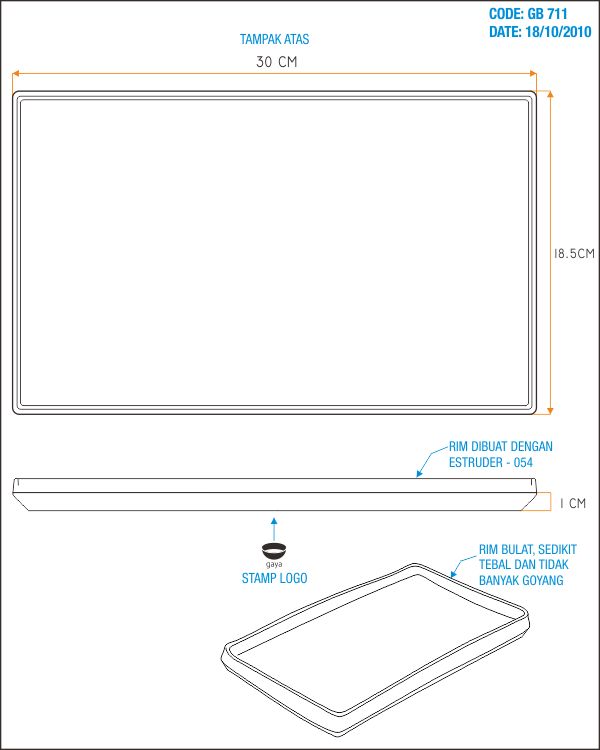 CODE: GB 711
DATE: 18/10/2010
TAMPAK ATAS
30 CM
18.5CM
RIM DIBUAT DENGAN
ESTRUDER - 054
1 CM
gaya
STAMP LOGO
RIM BULAT, SEDIKIT
TEBAL DAN TIDAK
BANYAK GOYANG